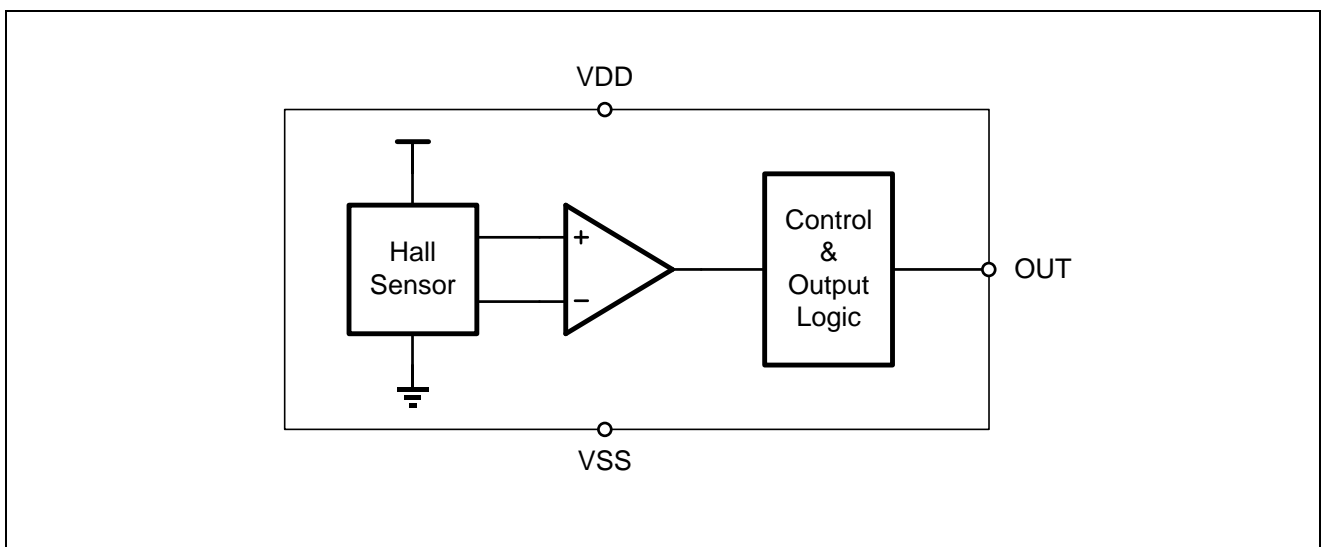 VDD
Hall
Sensor
+
−
Control
&
Output
Logic
OUT
VSS